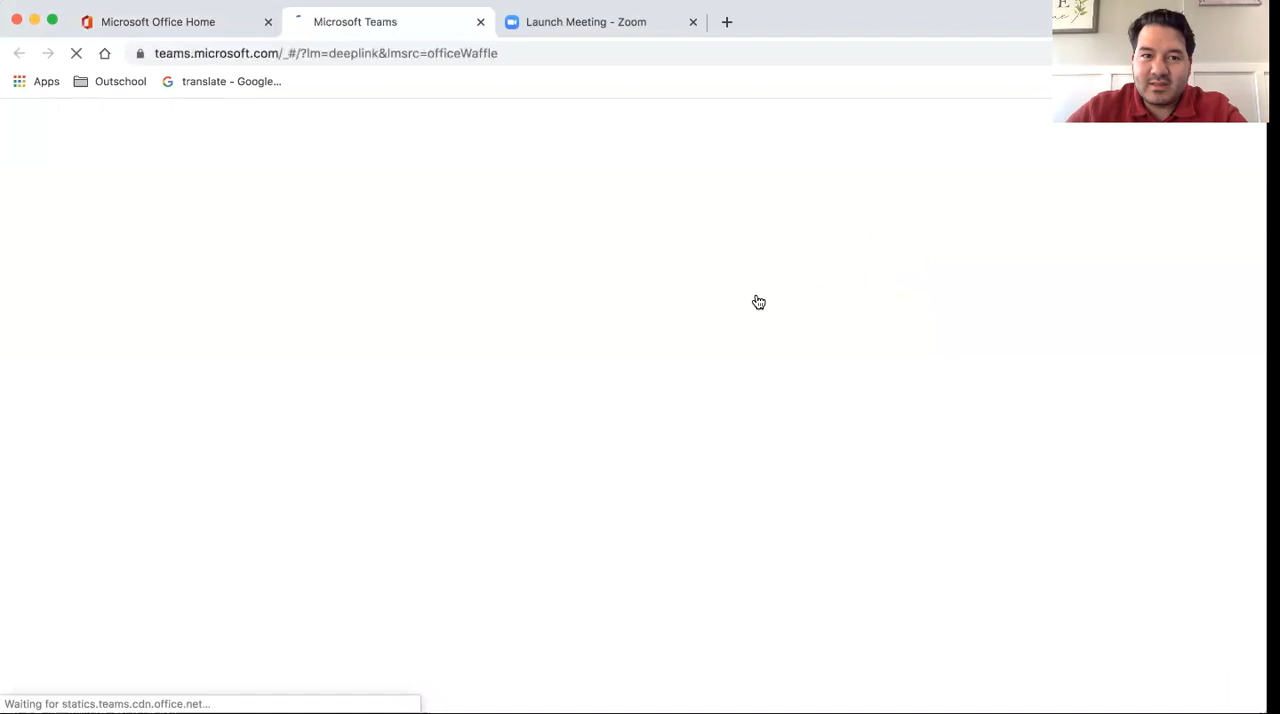 Microsoft Office Home
Microsoft Teams
Launch Meeting - Zoom
teams.microsoft.com/_#/?lm=deeplink&lmsrc=officeWaffle
Apps
Outschool
translate - Google...
Waiting for statics.teams.cdn.office.net...